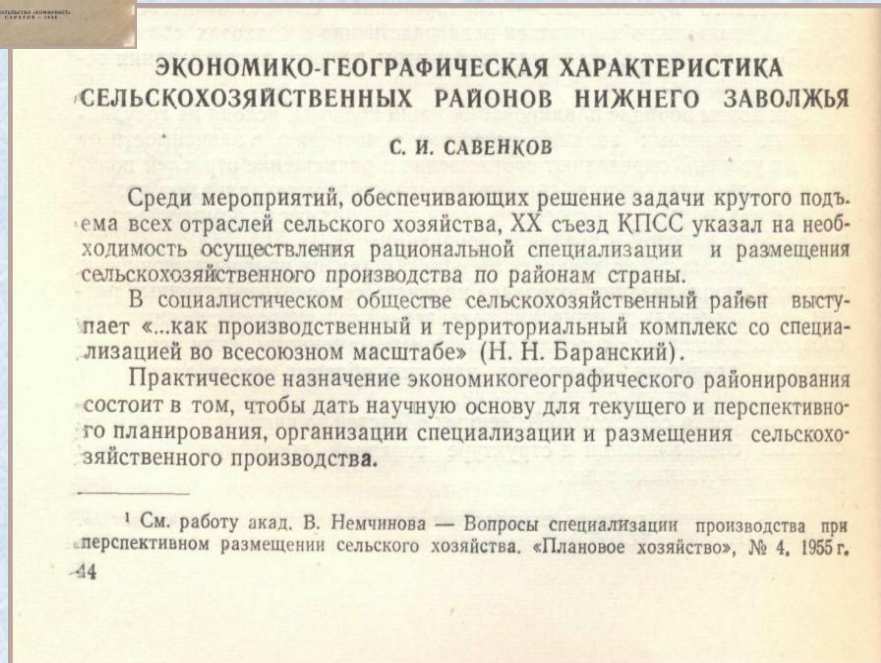 ЭКОНОМИКО-ГЕОГРАФИЧЕСКАЯ ХАРАКТЕРИСТИКА
СЕЛЬСКОХОЗЯЙСТВЕННЫХ РАЙОНОВ НИЖНЕГО ЗАВОЛЖЬЯ
С. И. САВЕНКОВ
Среди мероприятий, обеспечивающих решение задачи крутого подъ-
ема всех отраслей сельского хозяйства, XX съезд КПСС указал на необ-
ходимость осуществления рациональной специализации и размещения
сельскохозяйственного производства по районам страны.
В социалистическом обществе сельскохозяйственный район высту-
пает «...как производственный и территориальный комплекс со специа-
лизацией во всесоюзном масштабе» (Н. Н. Баранский).
Практическое назначение экономикогеографического районирования
состоит в том, чтобы дать научную основу для текущего и перспективно-
го планирования, организации специализации и размещения сельскохо-
зяйственного производства.
¹ См. работу акад. В. Немчинова — Вопросы специализации производства при
перспективном размещении сельского хозяйства. «Плановое хозяйство», № 4, 1955 г.
44